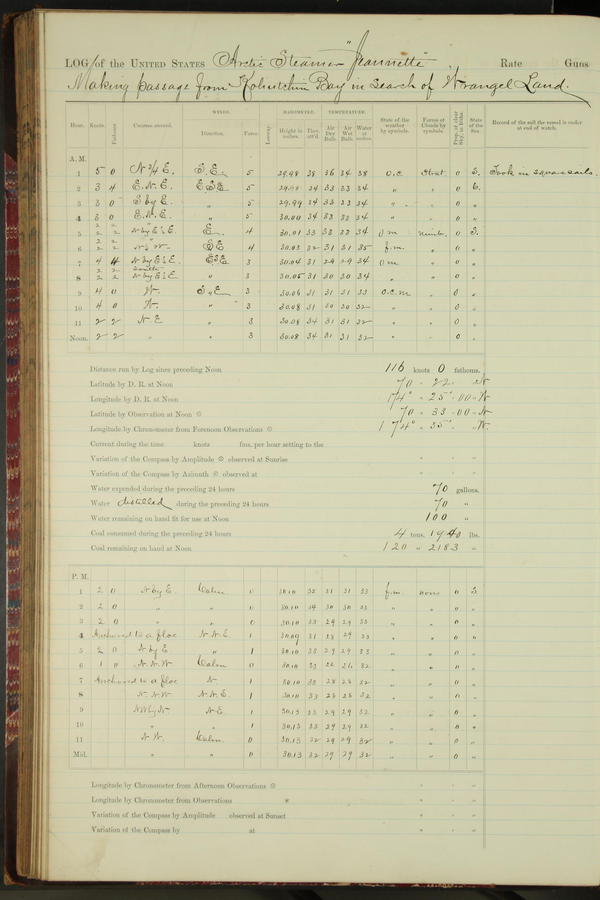 LOG of the UNITED STATES Arctic Steamer "Jeannette" Rate Guns
Making passage from Koliutchin Bay in search of Wrangel Land.
WINDS. BAROMETER. TEMPERATURE.
Hour. Knots. Fathoms. Courses steered. Direction. Force. Leeway. Height in inches. Ther. att'd. Air Dry Bulb. Air Wet Bulb. Water at surface. State of the weather by symbols. Forms of Clouds by symbols. Prop. of clear Sky, in 10ths. State of the Sea. Record of the sail the vessel is under at end of watch.
A. M.
1 5 0 N 3/4 E. S. E. 5 29.98 38 36 34 38 o.c. Strat. 0 S. Took in square sails.
2 3 4 E. N. E. ESE 5 29.98 34 33 33 34 " " 0
3 3 0 E. by E. " 5 29.99 34 33 33 34 " " 0 "
4 3 0 E. N. E. " 5 30.00 34 33 33 34 " " 0 "
5 2 2 2 2 N by E 1/2 E E. 4 30.01 33 33 33 34 o m Nimb. 0 S.
6 2 2 2 2 SE 4 30.03 32 31 31 35 f.m. " 0 "
7 4 4 N by E 1/2 E ESE 3 30.04 31 29 29 34 o m " 0 "
8 2 2 2 2 N by E 1/2 E " 3 30.05 31 30 30 34 " " 0 "
9 4 0 N. 3 30.06 31 31 31 33 o.c.m " 0 "
10 4 0 N. " 3 30.08 31 30 30 32 " " 0 "
11 2 2 N. E " 3 30.08 34 31 31 32 " " 0 "
Noon. 2 2 " " 3 30.08 34 31 31 32 " " 0 "
Distance run by Log since preceding Noon 116 knots 0 fathoms.
Latitude by D. R. at Noon 70 ° 22 N
Longitude by D. R. at Noon 174° 25' 00 W
Latitude by Observation at Noon 70 33 00 N
Longitude by Chronometer from Forenoon Observations 174° 35' W
Current during the time knots fms. per hour setting to the
Variation of the Compass by Amplitude observed at Sunrise
Variation of the Compass by Azimuth observed at
Water expended during the preceding 24 hours 70 gallons.
Water distilled during the preceding 24 hours 70 "
Water remaining on hand fit for use at Noon 100 "
Coal consumed during the preceding 24 hours 4 tons. 1940 lbs.
Coal remaining on hand at Noon 120 " 2183 "
P. M.
1 2 0 N by E. Calm 0 30.10 32 31 31 33 f.m. none 0 S.
2 2 0 " " 0 30.10 34 30 30 33 " " 0 "
3 2 0 " " 0 30.10 33 29 29 33 " " 0 "
4 Anchored to a floe N. N. E. 1 30.09 31 28 29 33 " " 0 "
5 2 0 N by E " 1 30.10 33 29 29 33 " " 0 "
6 1 0 N. N. W Calm 0 30.10 33 22 21 32 " " 0 "
7 Anchored to a floe N 1 30.10 33 28 28 32 " " 0 "
8 N. N W N. N. E. 1 30.10 33 28 28 32 " " 0 "
9 NW by N N. E 1 30.13 33 29 29 32 " " 0 "
10 " " 1 30.13 33 29 29 32 " " 0 "
11 N. W. Calm 0 30.13 32 29 29 32 " " 0 "
Mid. " " 0 30.13 32 29 29 32 " " 0 "
Longitude by Chronometer from Afternoon Observations
Longitude by Chronometer from Observations
Variation of the Compass by Amplitude observed at Sunset
Variation of the Compass by at